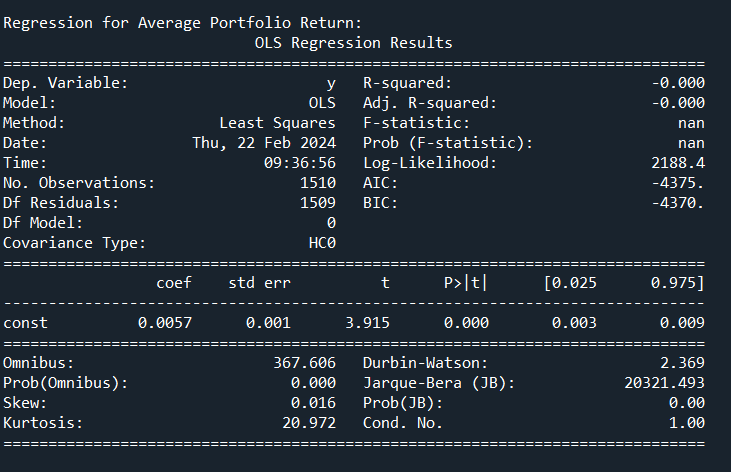 Regression for Average Portfolio Return:
                            OLS Regression Results
==============================================================================
Dep. Variable:                      y   R-squared:                      -0.000
Model:                            OLS   Adj. R-squared:                 -0.000
Method:                 Least Squares   F-statistic:                       nan
Date:                Thu, 22 Feb 2024   Prob (F-statistic):                nan
Time:                        09:36:56   Log-Likelihood:                 2188.4
No. Observations:                1510   AIC:                            -4375.
Df Residuals:                    1509   BIC:                            -4370.
Df Model:                           0
Covariance Type:                  HC0
==============================================================================
                 coef    std err          t      P>|t|      [0.025      0.975]
------------------------------------------------------------------------------
const          0.0057      0.001      3.915      0.000       0.003       0.009
==============================================================================
Omnibus:                      367.606   Durbin-Watson:                   2.369
Prob(Omnibus):                  0.000   Jarque-Bera (JB):            20321.493
Skew:                           0.016   Prob(JB):                         0.00
Kurtosis:                      20.972   Cond. No.                         1.00
==============================================================================